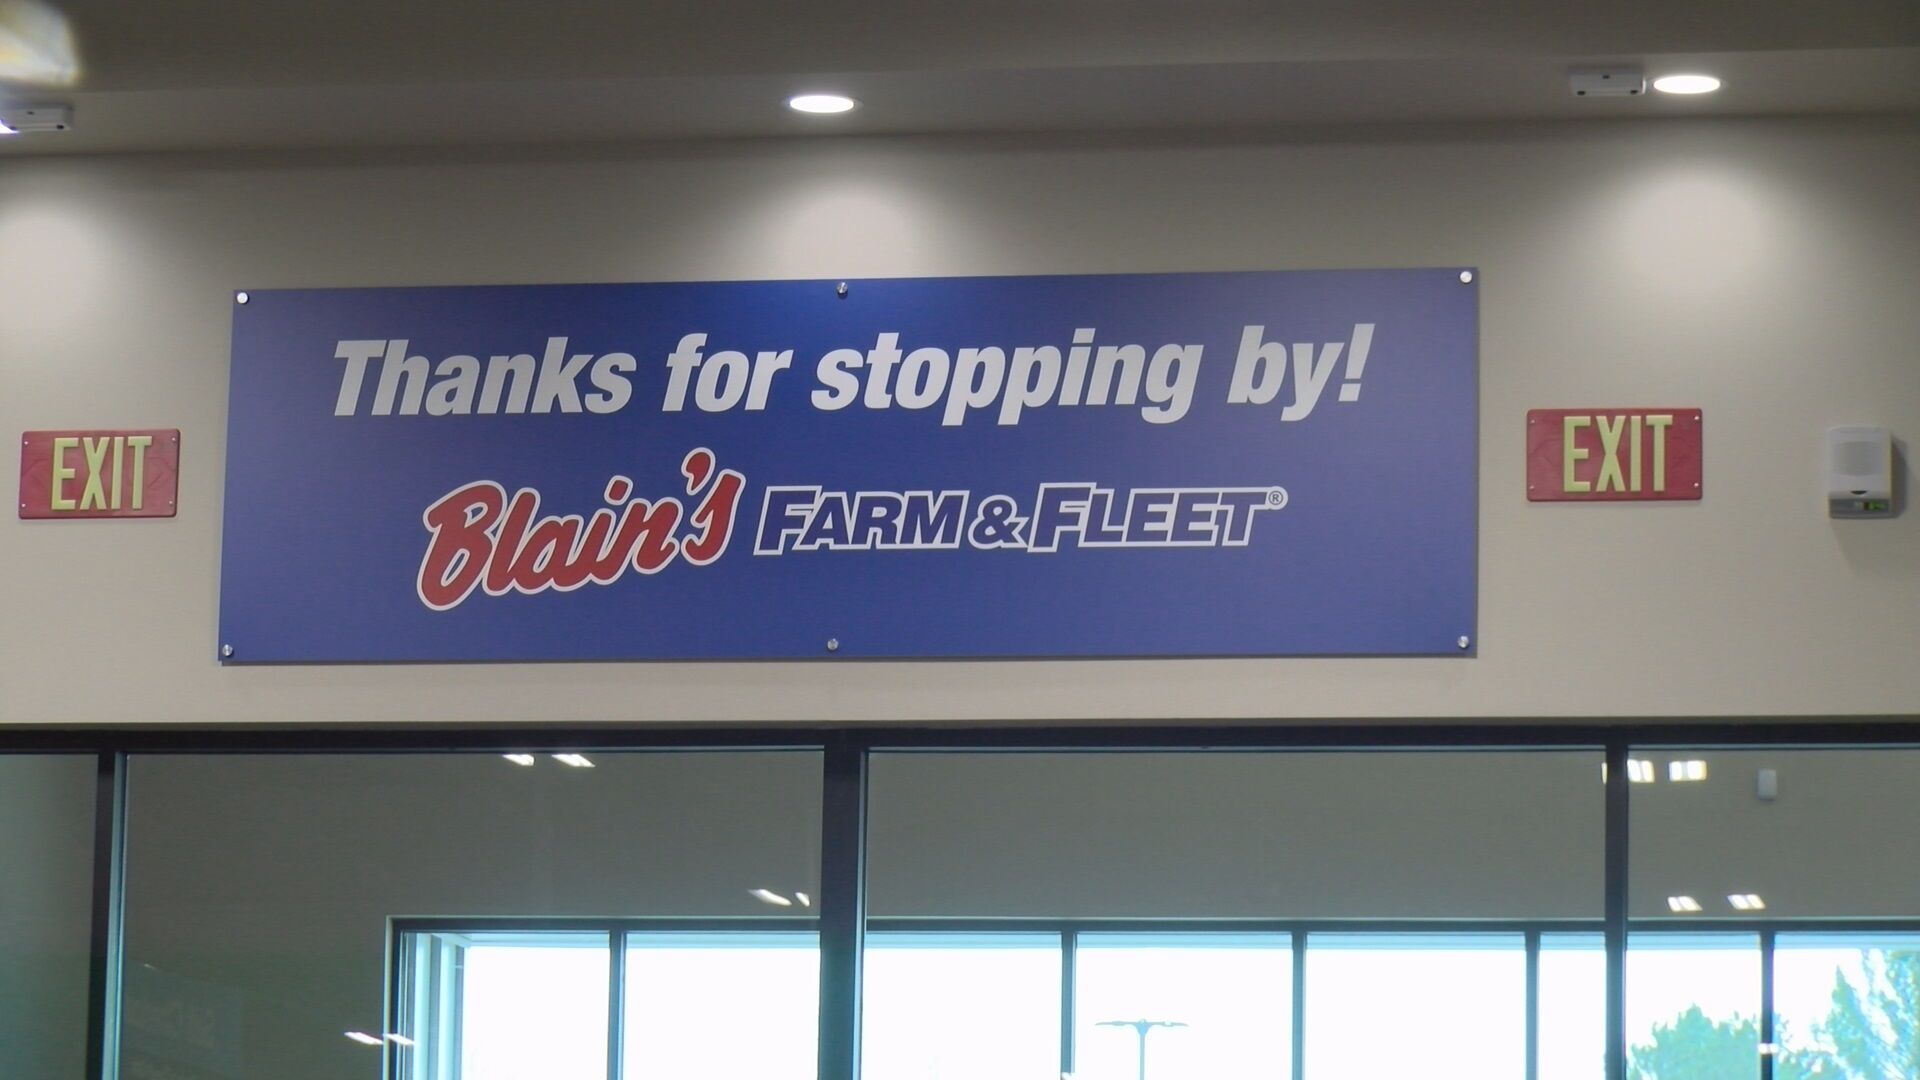 Thanks for stopping by!
EXIT
Blain's FARM & FLEET®
EXIT